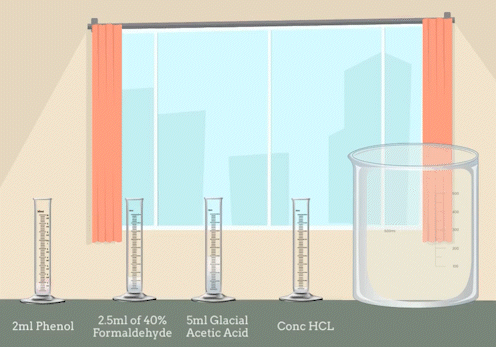 2ml Phenol
2.5ml of 40%
Formaldehyde
5ml Glacial
Acetic Acid
Conc HCL